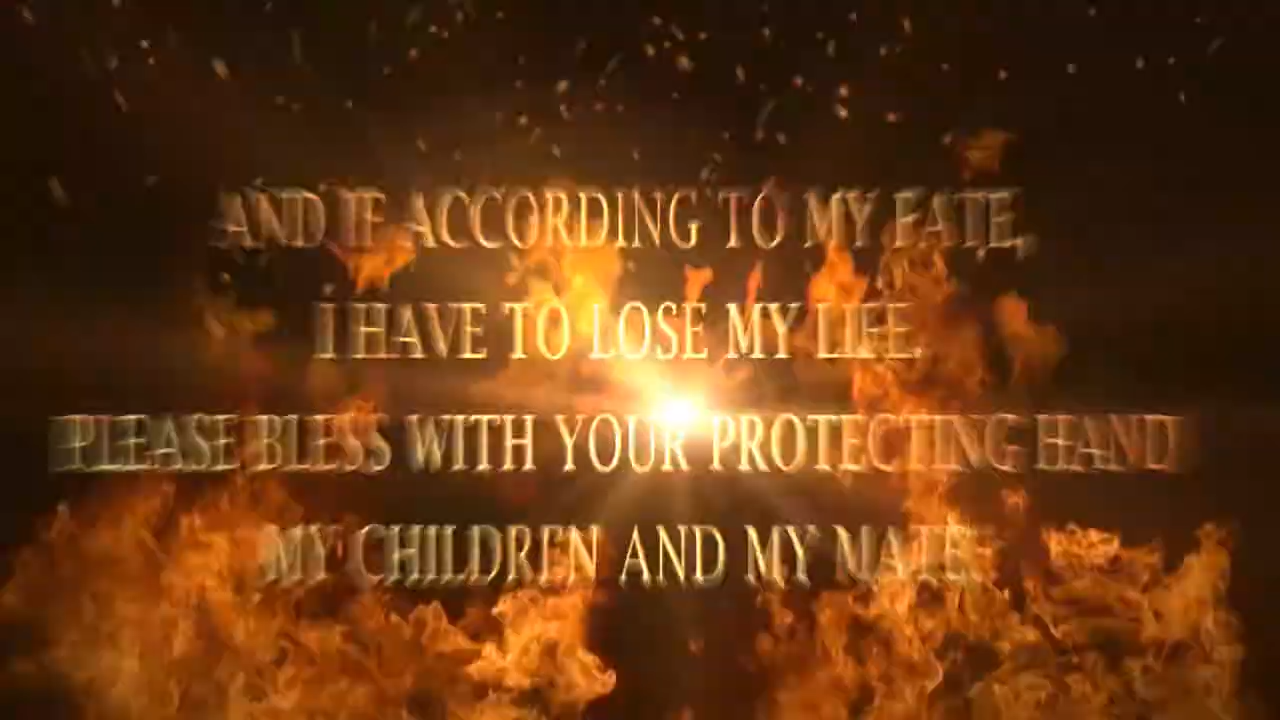 AND IF ACCORDING TO MY FATE,
I HAVE TO LOSE MY LIFE.
PLEASE BLESS WITH YOUR PROTECTING HAND
MY CHILDREN AND MY MATE.